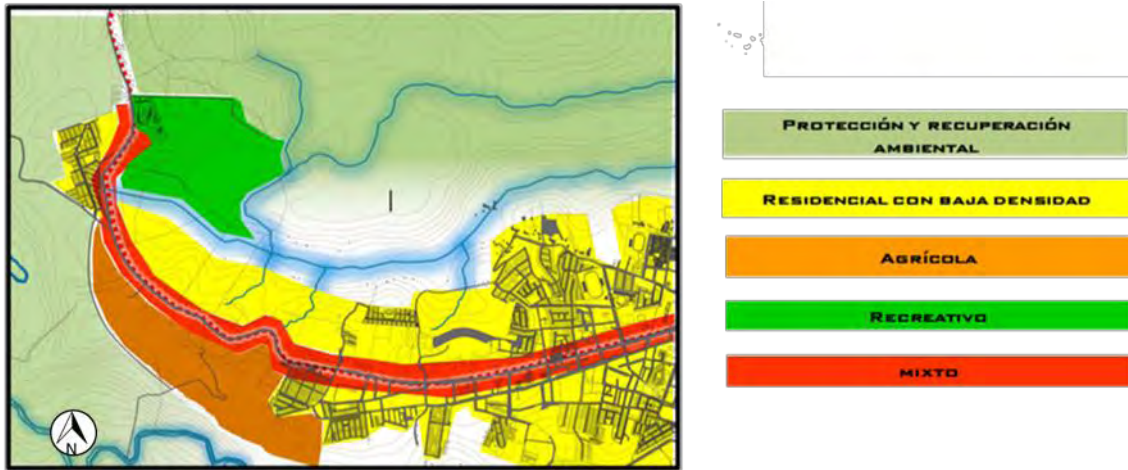 N
PROTECCIÓN Y RECUPERACIÓN
AMBIENTAL
RESIDENCIAL CON BAJA DENSIDAD
AGRÍCOLA
RECREATIVO
MIXTO